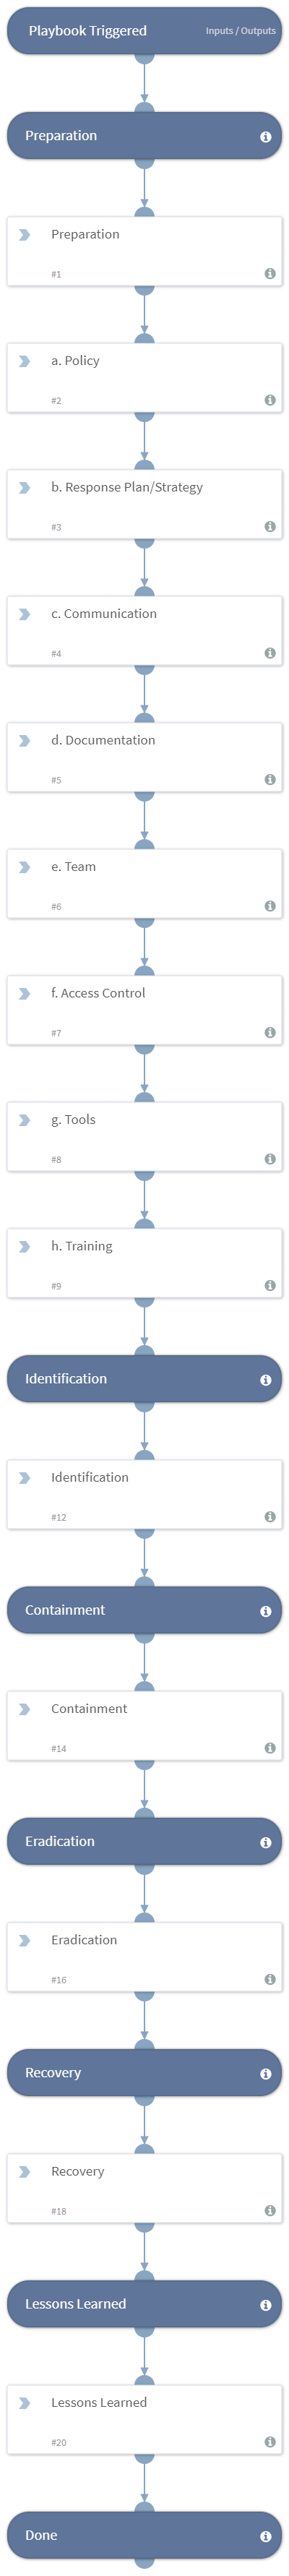 Playbook Triggered Inputs / Outputs
Preparation
Preparation
#1
a. Policy
#2
b. Response Plan/Strategy
#3
c. Communication
#4
d. Documentation
#5
e. Team
#6
f. Access Control
#7
g. Tools
#8
h. Training
#9
Identification
Identification
#12
Containment
Containment
#14
Eradication
Eradication
#16
Recovery
Recovery
#18
Lessons Learned
Lessons Learned
#20
Done